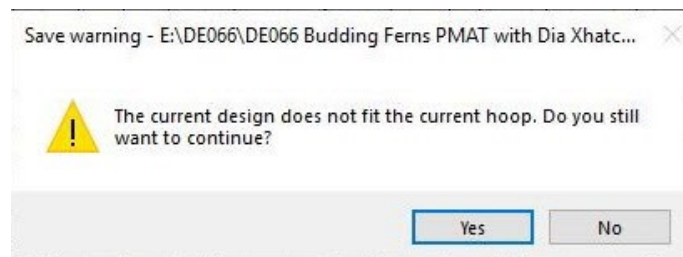 Save warning - E:\DE066\DE066 Budding Ferns PMAT with Dia Xhatc...
The current design does not fit the current hoop. Do you still
want to continue?
Yes No